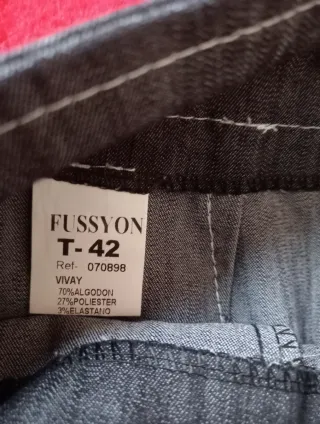 FUSSYON
T- 42
Ref- 070898
VIVAY
70%ALGODON
27%POLIESTER
3%ELASTANO